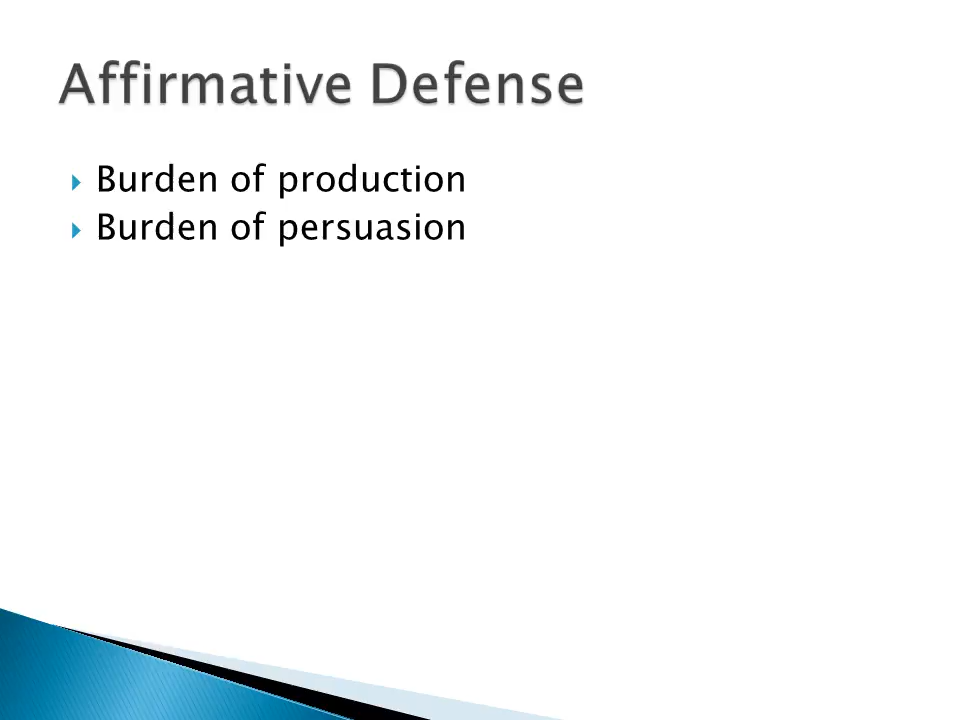 Affirmative Defense
Burden of production
Burden of persuasion